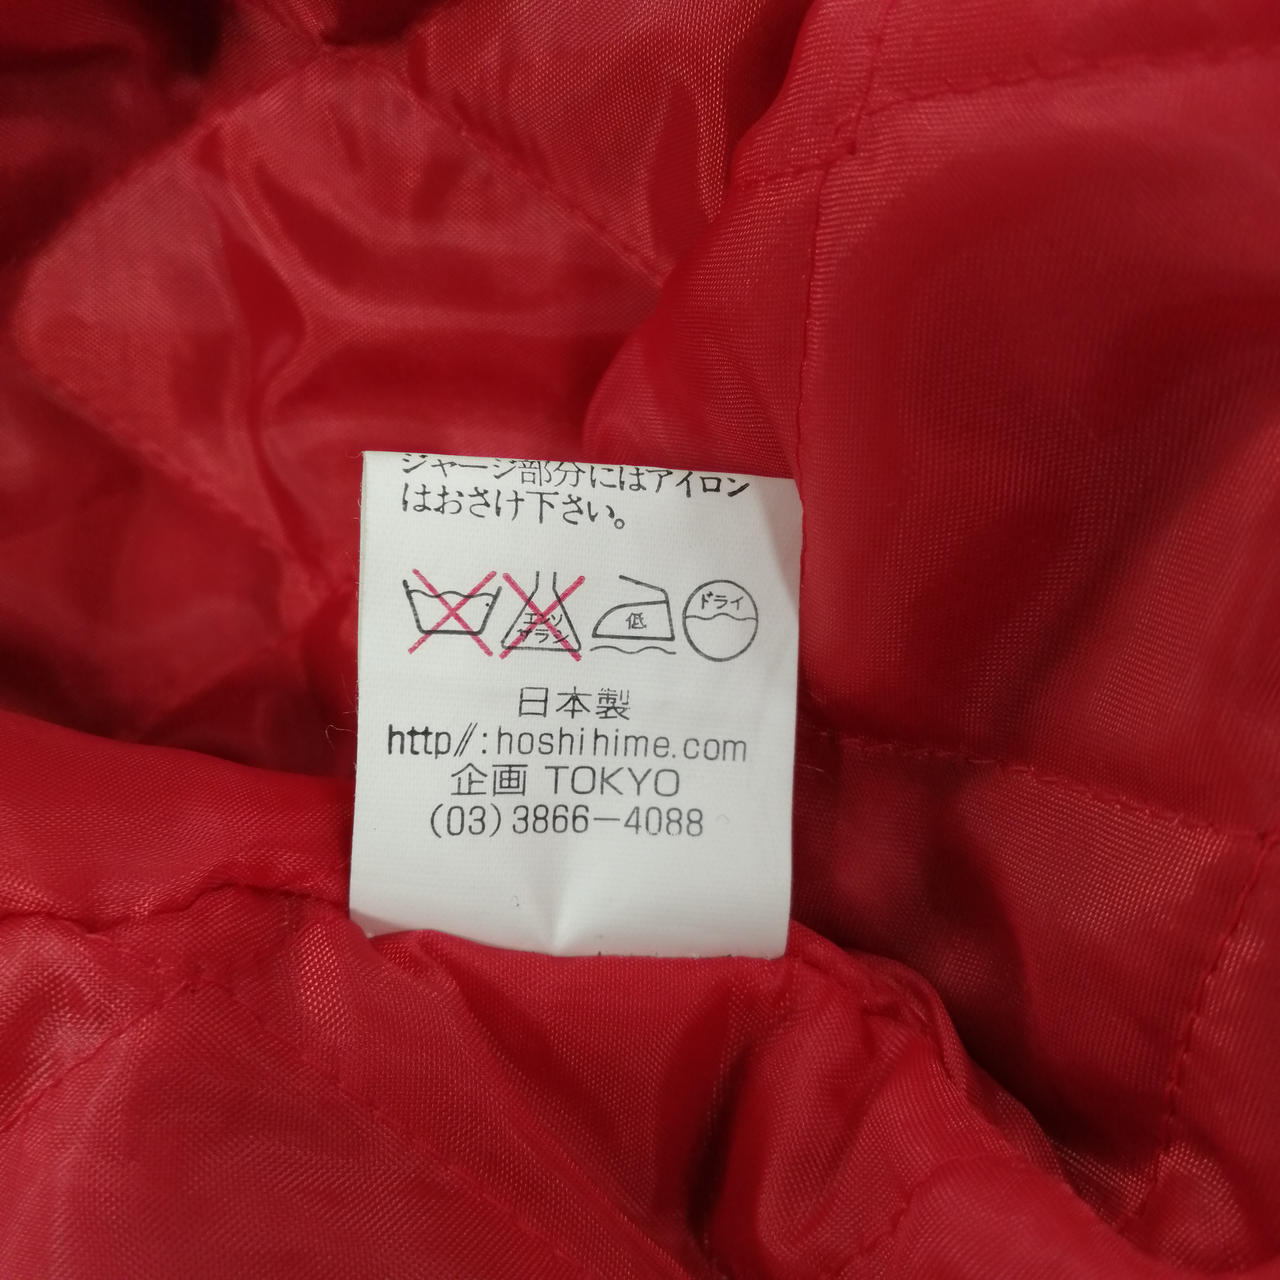 ジャージ部分にはアイロン
はおさけ下さい。
エンソ
サラシ
低
ドライ
日本製
http//:hoshihime.com
企画 TOKYO
(03)3866-4088